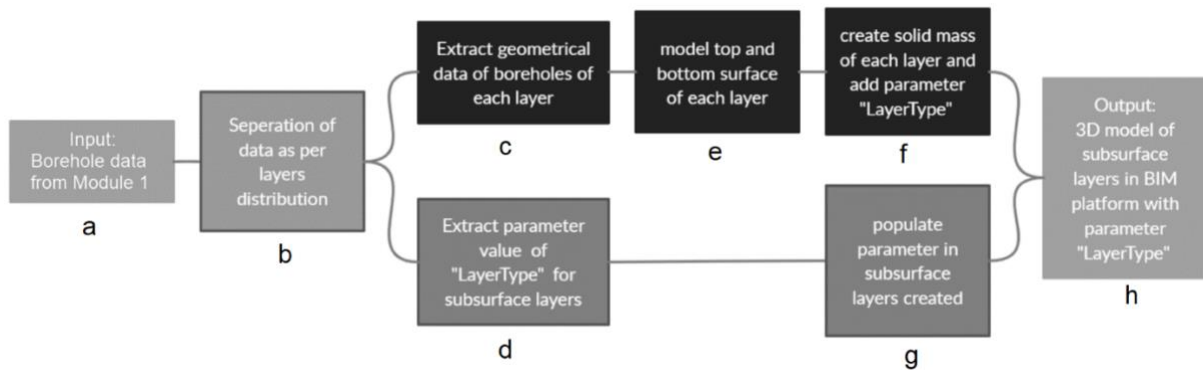 Input:
Borehole data
from Module 1
a
Seperation of
data as per
layers
distribution
b
Extract geometrical
data of boreholes of
each layer
c
model top and
bottom surface
of each layer
e
create solid mass
of each layer and
add parameter
"LayerType"
f
Extract parameter
value of
"LayerType" for
subsurface layers
d
populate
parameter in
subsurface
layers created
g
Output:
3D model of
subsurface
layers in BIM
platform with
parameter
"LayerType"
h